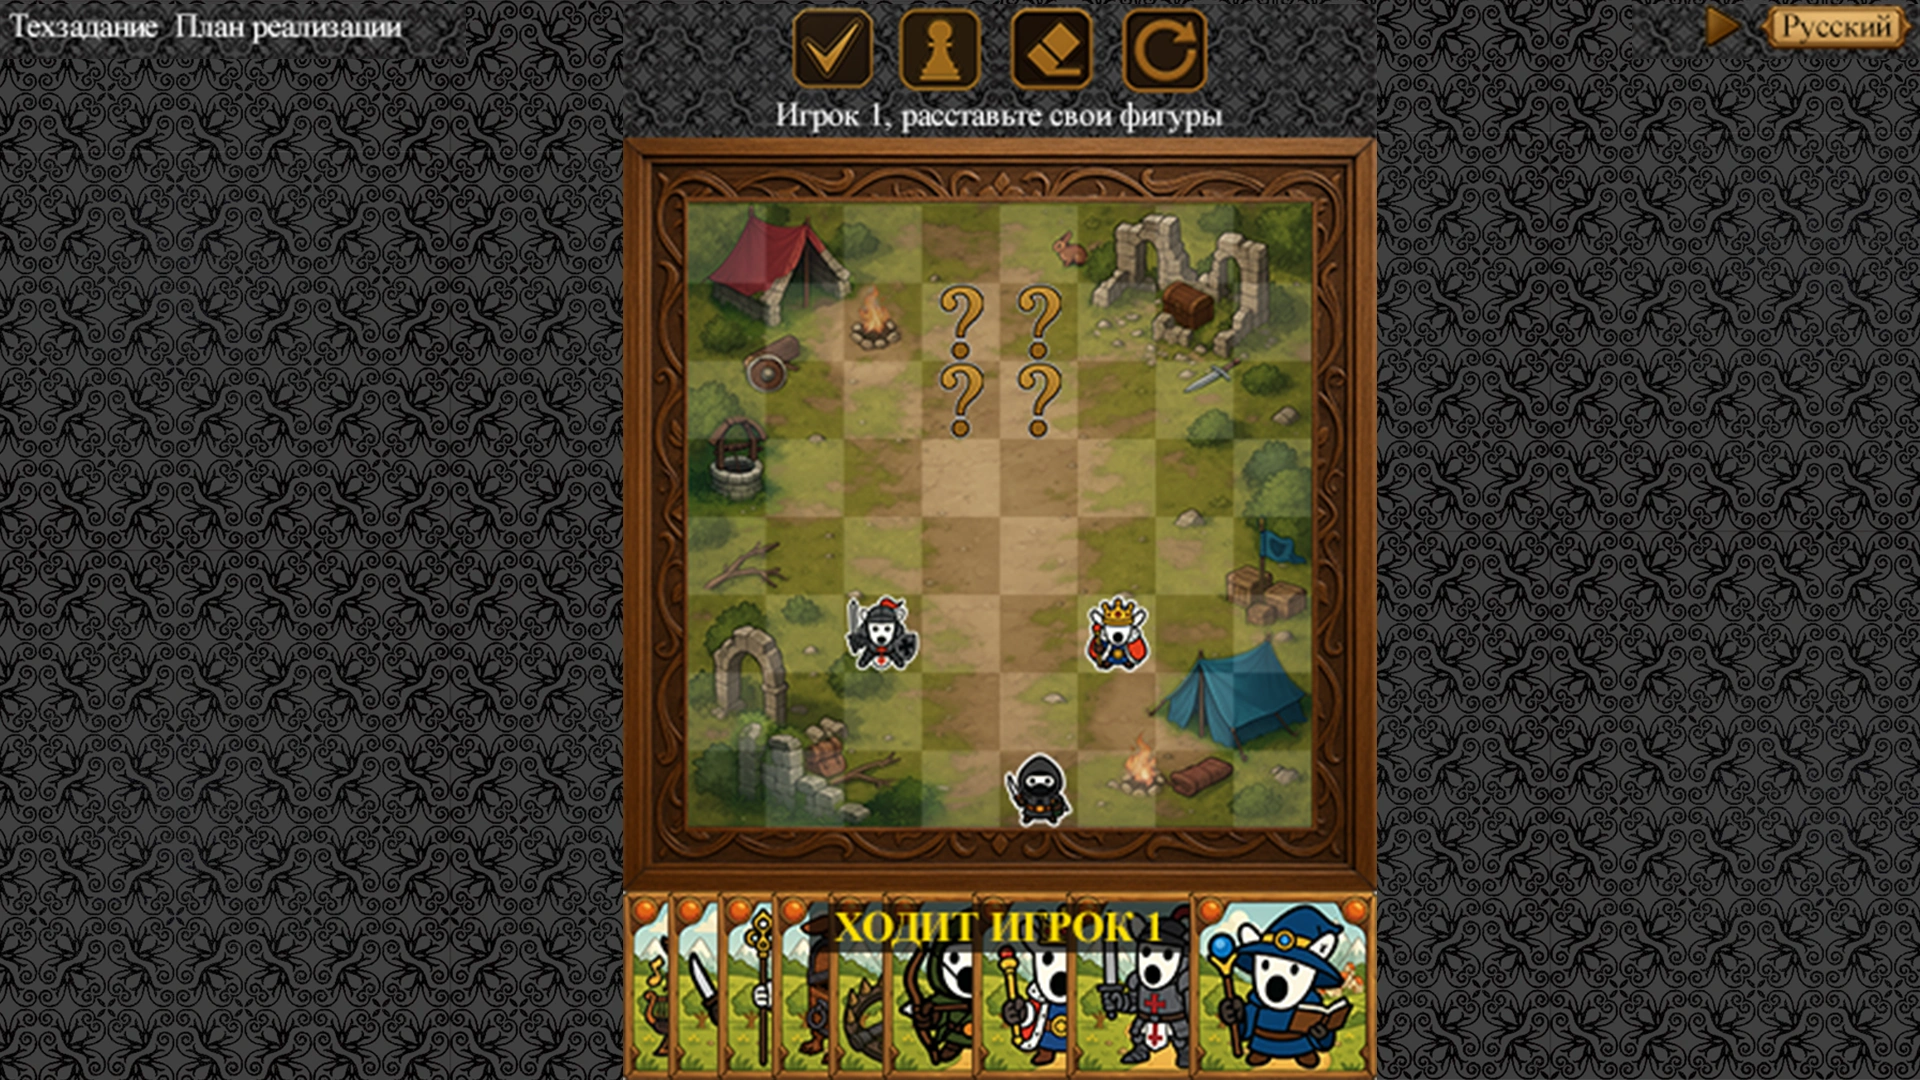 Техзадание План реализации
Русский
Игрок 1, расставьте свои фигуры
? ?
? ?
ХОДИТ ИГРОК 1